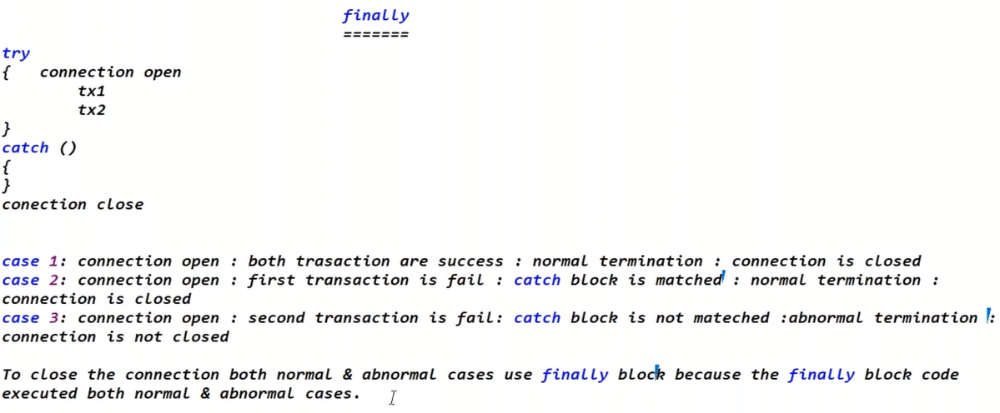 finally
=======
try
{   connection open
        tx1
        tx2
}
catch ()
{
}
conection close
case 1: connection open : both trasaction are success : normal termination : connection is closed
case 2: connection open : first transaction is fail : catch block is matched : normal termination :
connection is closed
case 3: connection open : second transaction is fail: catch block is not mateched :abnormal termination :
connection is not closed
To close the connection both normal & abnormal cases use finally block because the finally block code
executed both normal & abnormal cases.